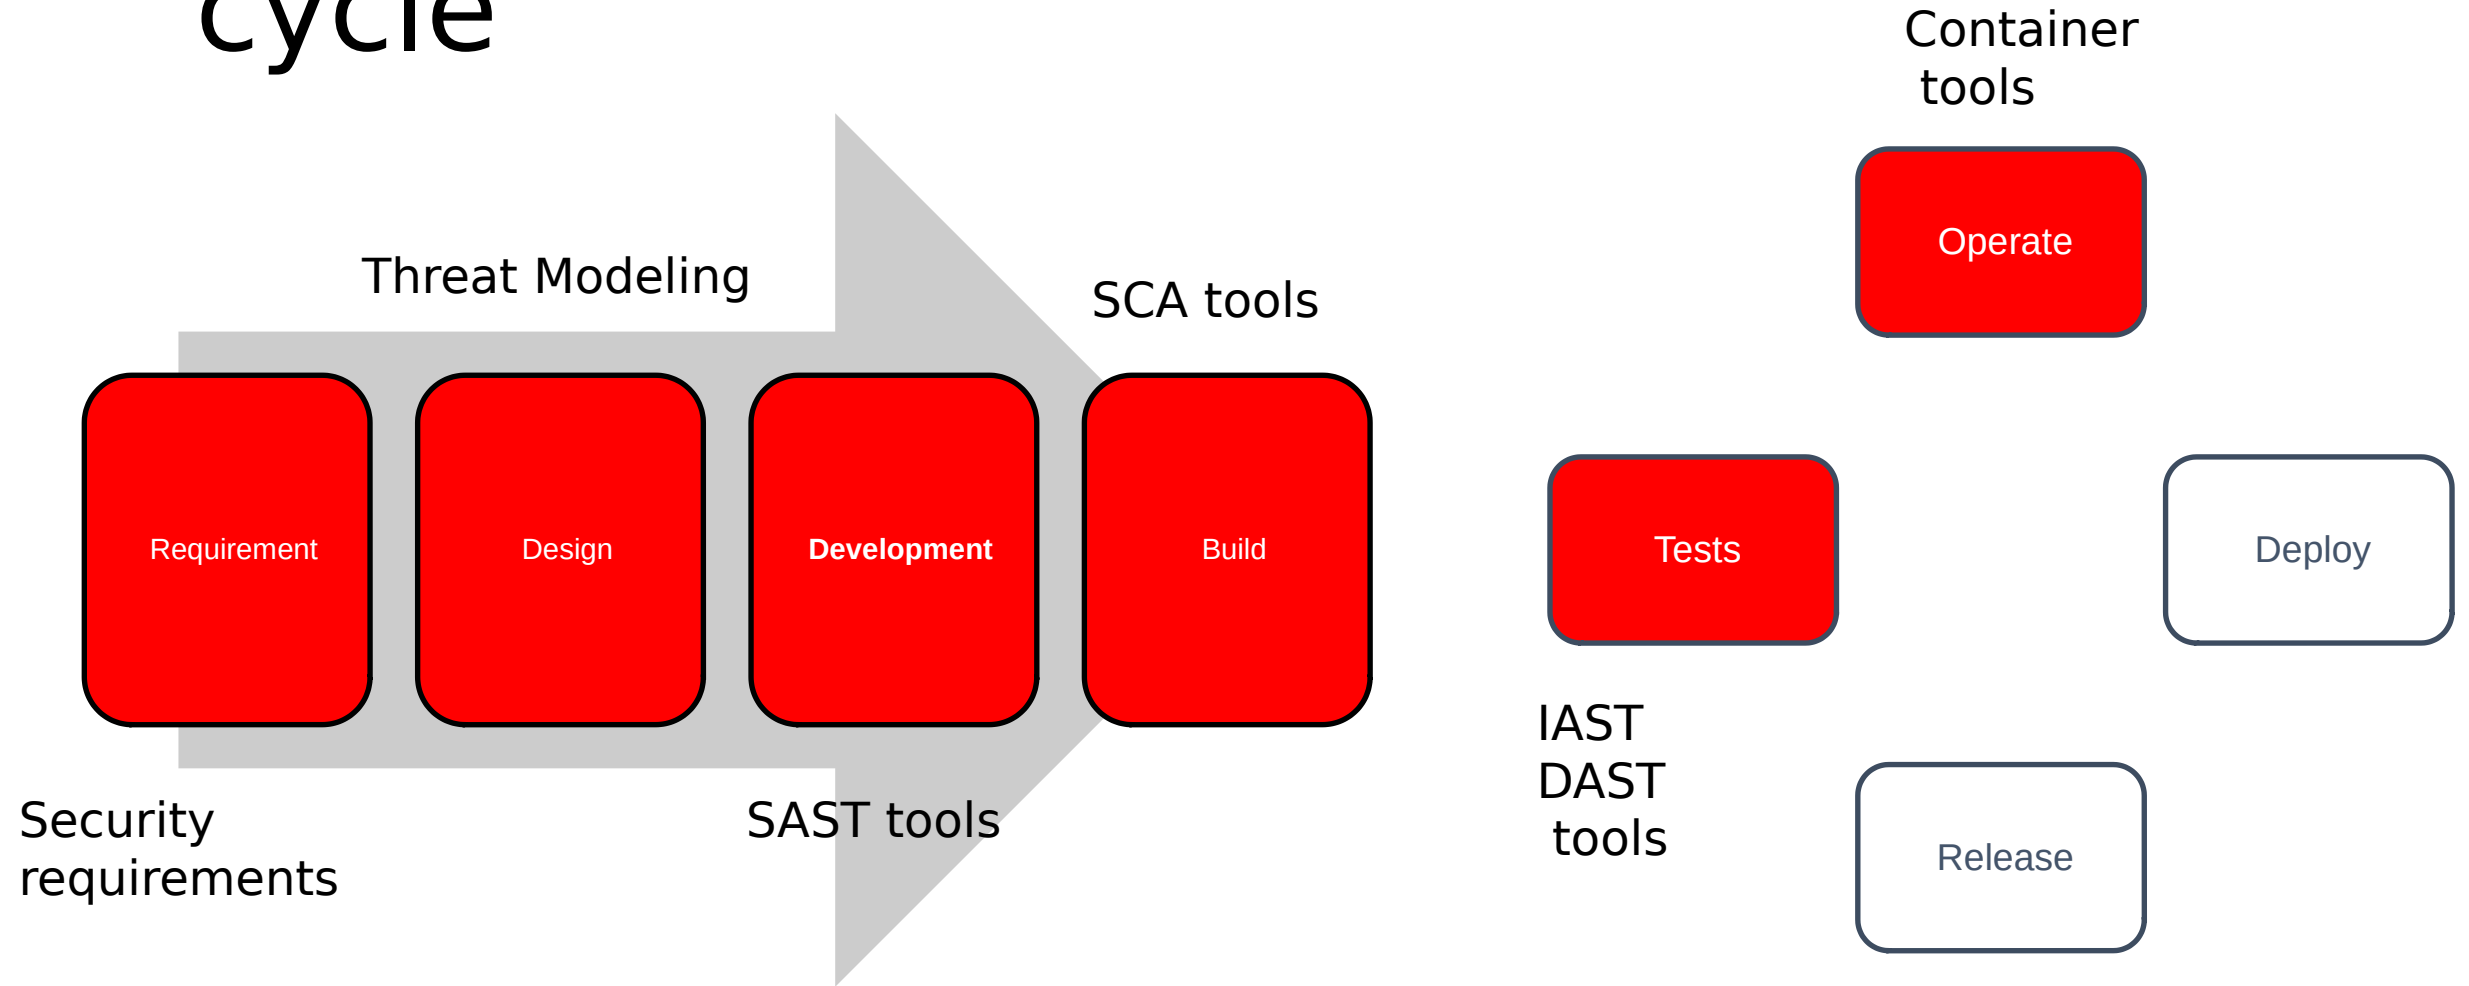 cycle
Container
tools
Threat Modeling
SCA tools
Operate
Requirement
Design
Development
Build
Tests
Deploy
Security
requirements
SAST tools
IAST
DAST
tools
Release